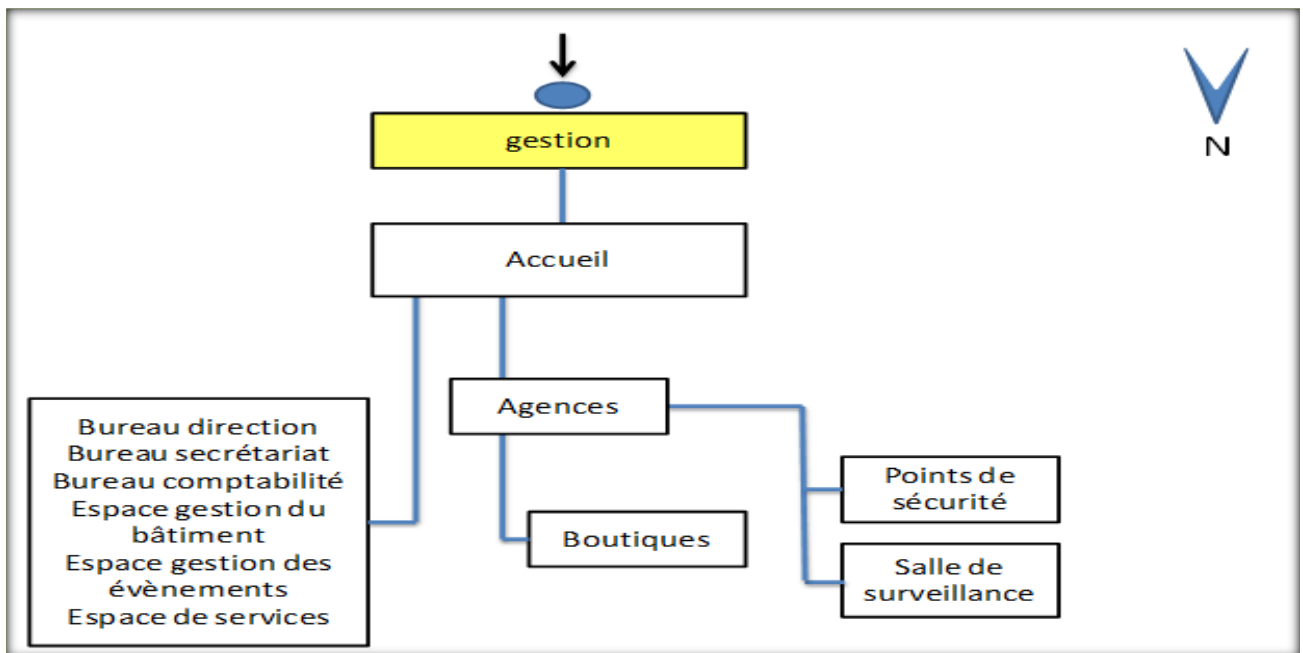 gestion
N
Accueil
Agences
Bureau direction
Bureau secrétariat
Bureau comptabilité
Espace gestion du
bâtiment
Espace gestion des
évènements
Espace de services
Boutiques
Points de
sécurité
Salle de
surveillance